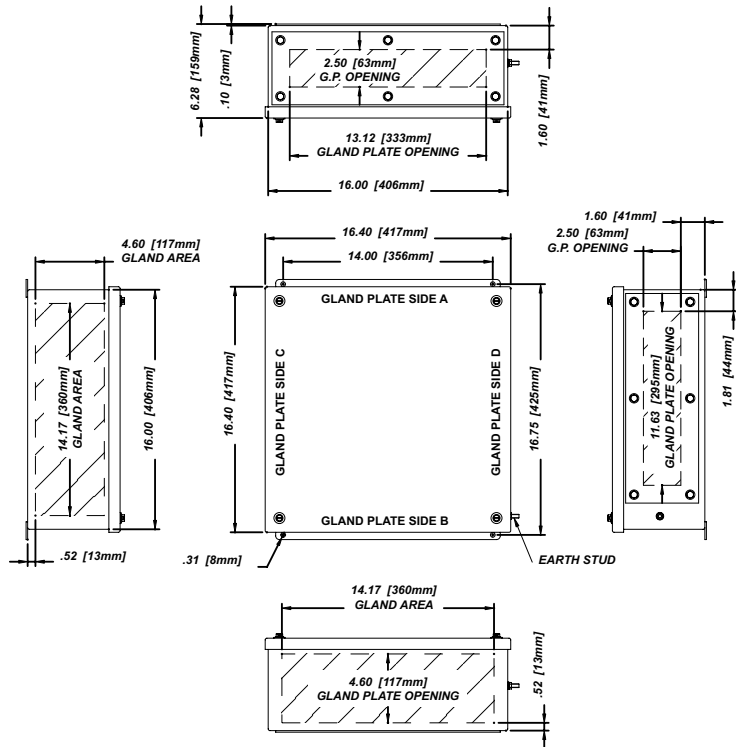 6.28 [159mm]
.10 [3mm]
2.50 [63mm]
G.P. OPENING
1.60 [41mm]
13.12 [333mm]
GLAND PLATE OPENING
16.00 [406mm]
4.60 [117mm]
GLAND AREA
14.17 [360mm]
GLAND AREA
16.00 [406mm]
.52 [13mm]
16.40 [417mm]
14.00 [356mm]
GLAND PLATE SIDE A
16.40 [417mm]
GLAND PLATE SIDE C
GLAND PLATE SIDE D
16.75 [425mm]
GLAND PLATE SIDE B
.31 [8mm]
EARTH STUD
1.60 [41mm]
2.50 [63mm]
G.P. OPENING
11.63 [295mm]
GLAND PLATE OPENING
1.81 [44mm]
14.17 [360mm]
GLAND AREA
4.60 [117mm]
GLAND PLATE OPENING
.52 [13mm]